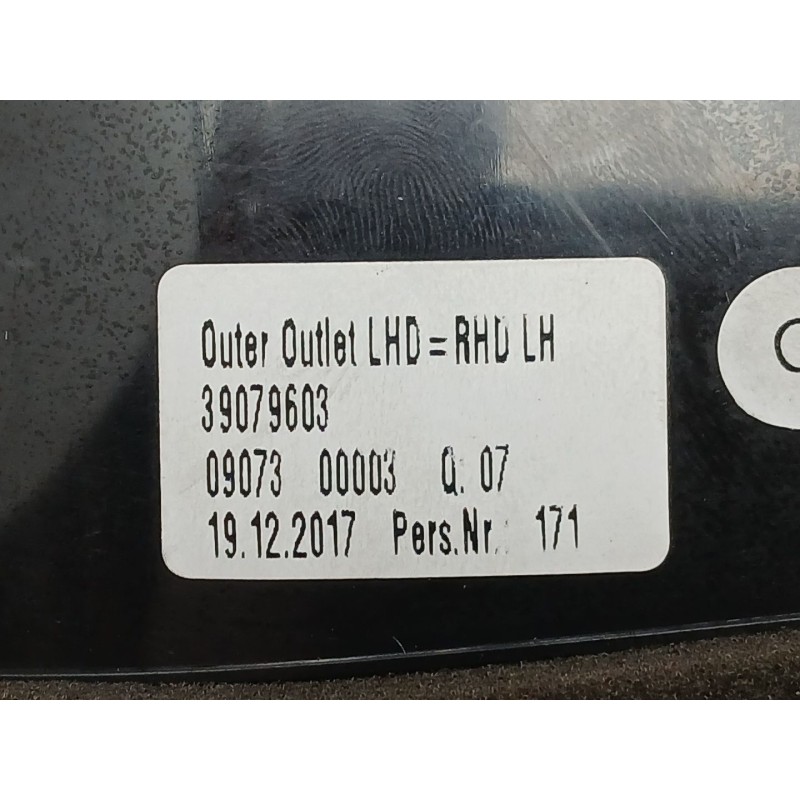 Outer Outlet LHD = RHD LH
39079603
09073 00003 Q. 07
19.12.2017 Pers.Nr.: 171